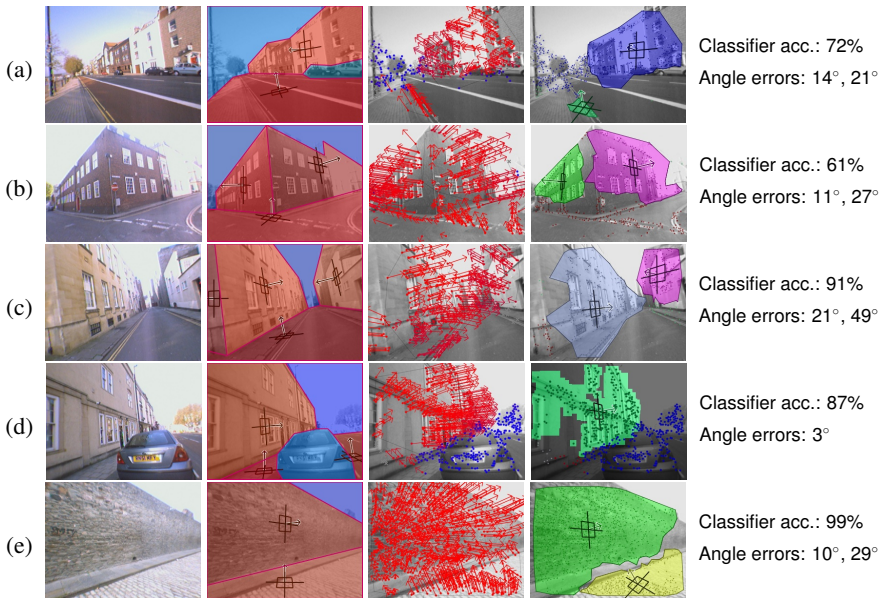 (a)
Classifier acc.: 72%
Angle errors: 14°, 21°
(b)
Classifier acc.: 61%
Angle errors: 11°, 27°
(c)
Classifier acc.: 91%
Angle errors: 21°, 49°
(d)
Classifier acc.: 87%
Angle errors: 3°
(e)
Classifier acc.: 99%
Angle errors: 10°, 29°